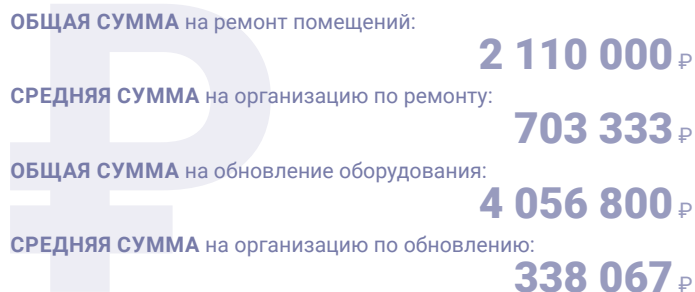 ОБЩАЯ СУММА на ремонт помещений:
2 110 000 ₽
СРЕДНЯЯ СУММА на организацию по ремонту:
703 333 ₽
ОБЩАЯ СУММА на обновление оборудования:
4 056 800 ₽
СРЕДНЯЯ СУММА на организацию по обновлению:
338 067 ₽